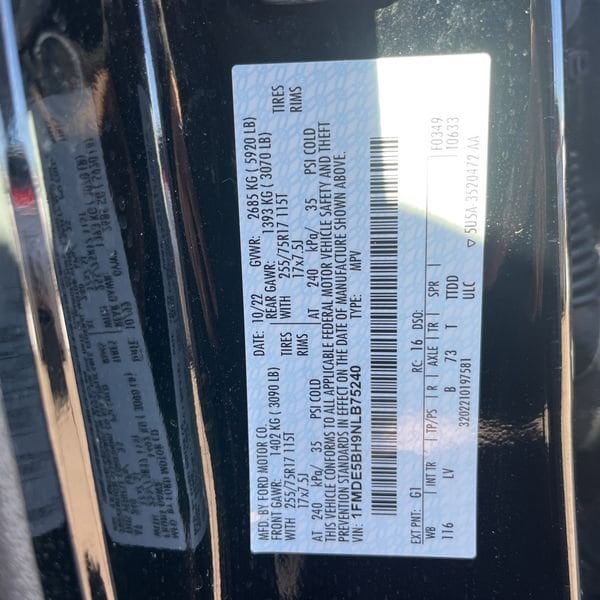 MFD. BY FORD MOTOR CO.
DATE: 10/22 GVWR: 2685 KG ( 5920 LB)
FRONT GAWR: 1402 KG ( 3090 LB) REAR GAWR: 1393 KG ( 3070 LB)
WITH 255/75R17 115T TIRES WITH 255/75R17 115T TIRES
17x7.5J RIMS 17x7.5J RIMS
AT 240 kPa/ 35 PSI COLD AT 240 kPa/ 35 PSI COLD
THIS VEHICLE CONFORMS TO ALL APPLICABLE FEDERAL MOTOR VEHICLE SAFETY AND THEFT
PREVENTION STANDARDS IN EFFECT ON THE DATE OF MANUFACTURE SHOWN ABOVE.
VIN: 1FMDE5BH9NLB75240 TYPE: MPV
EXT PNT: G1 RC: 16 DSO: F0349
WB INT TR TP/PS R AXLE TR SPR 10633
116 LV B 73 T TTDD
ULC
3202210197581 ▽ 5U5A-3520472-AA